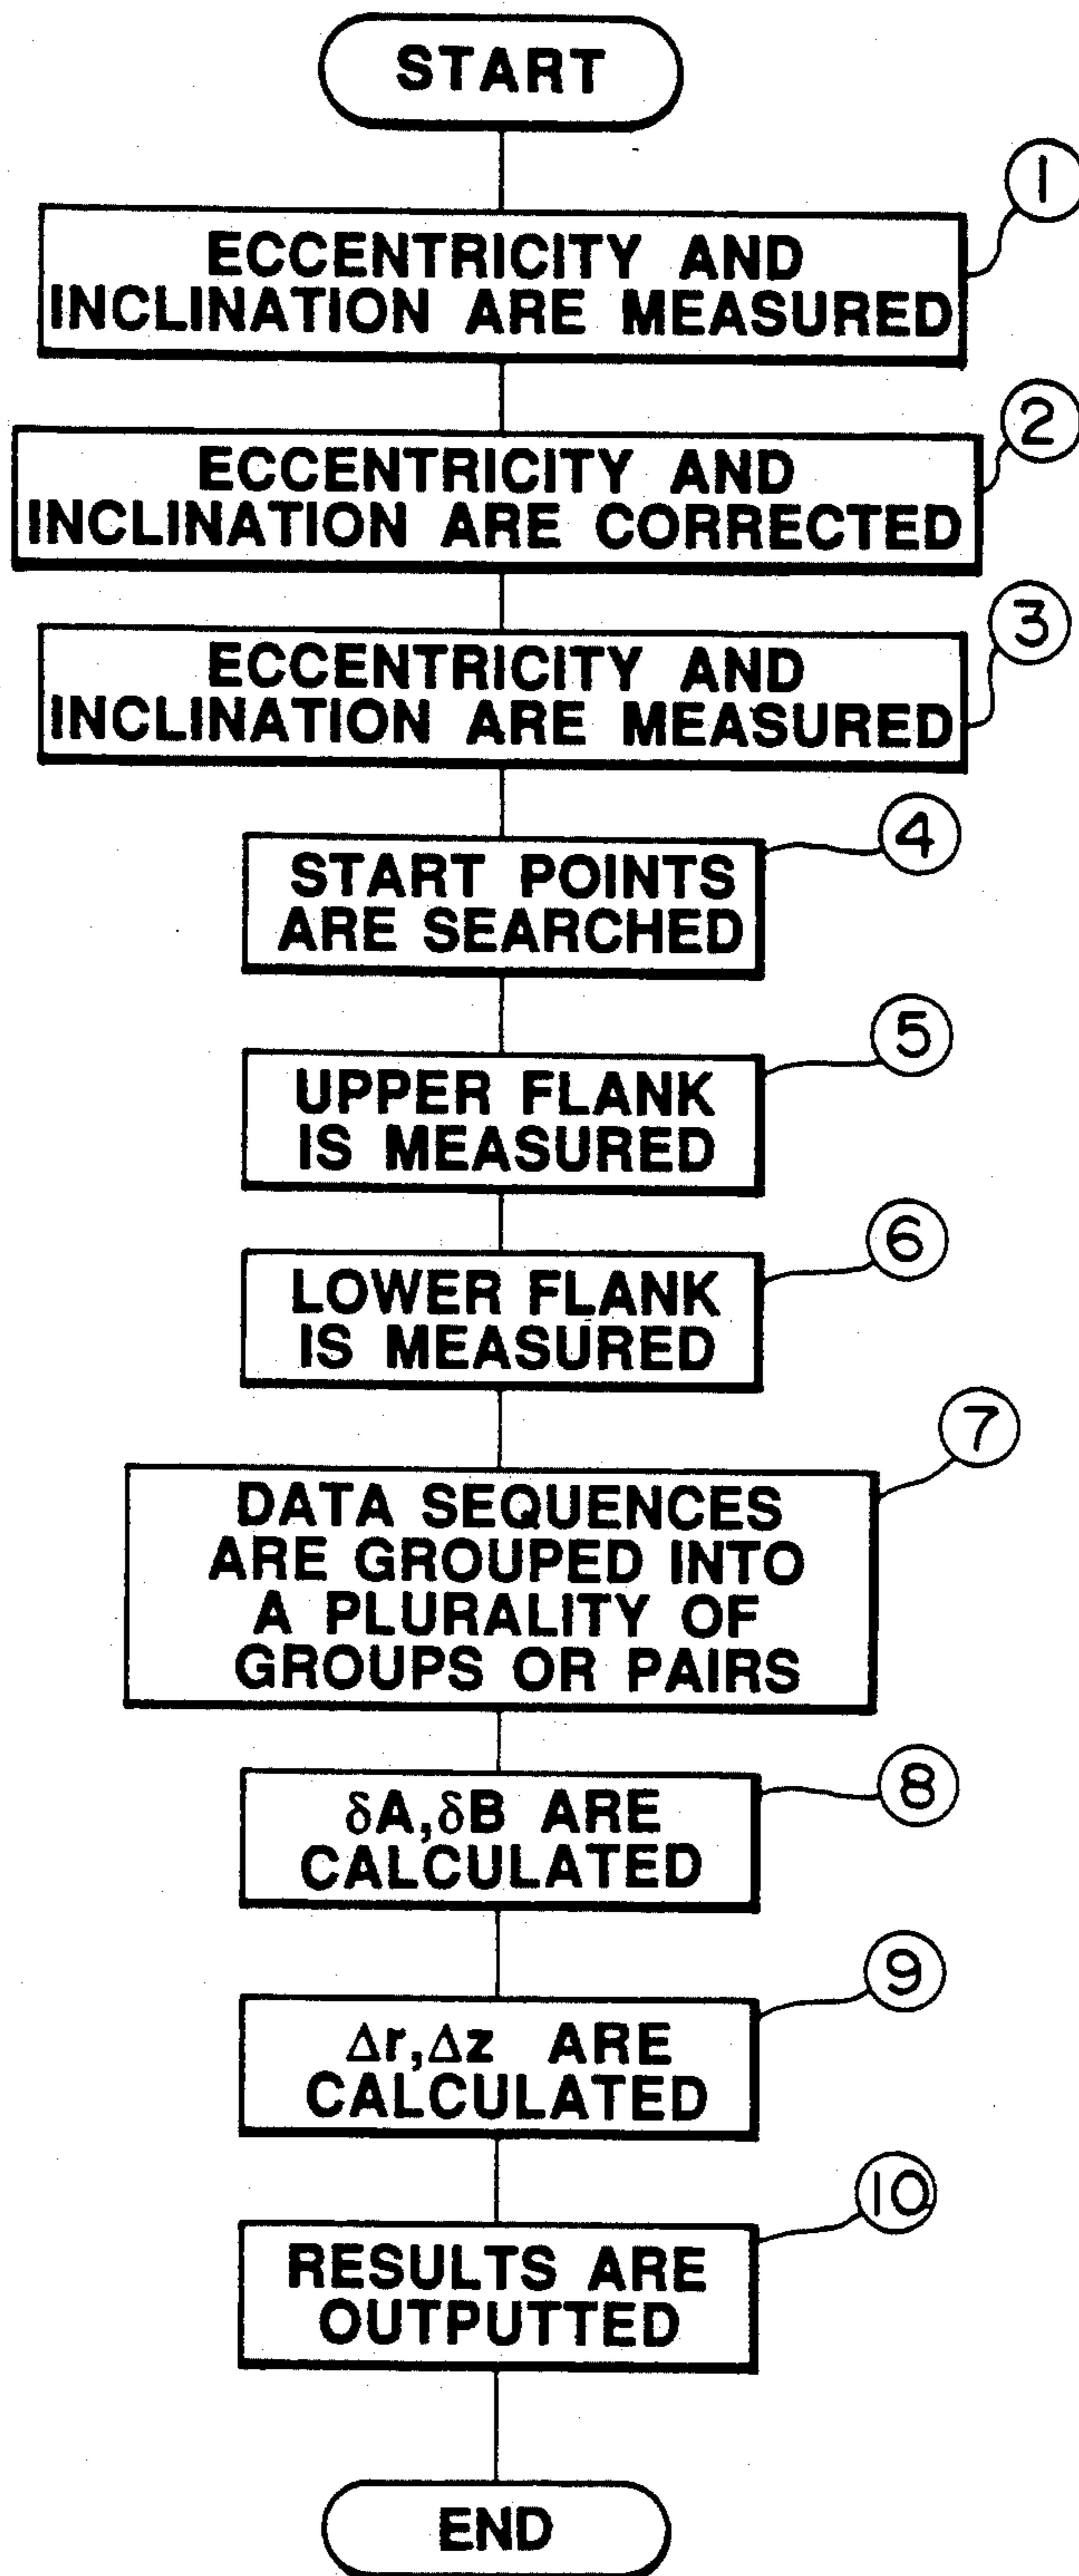 START
1
ECCENTRICITY AND
INCLINATION ARE MEASURED
2
ECCENTRICITY AND
INCLINATION ARE CORRECTED
3
ECCENTRICITY AND
INCLINATION ARE MEASURED
4
START POINTS
ARE SEARCHED
5
UPPER FLANK
IS MEASURED
6
LOWER FLANK
IS MEASURED
7
DATA SEQUENCES
ARE GROUPED INTO
A PLURALITY OF
GROUPS OR PAIRS
8
δA,δB ARE
CALCULATED
9
Δr,Δz ARE
CALCULATED
10
RESULTS ARE
OUTPUTTED
END